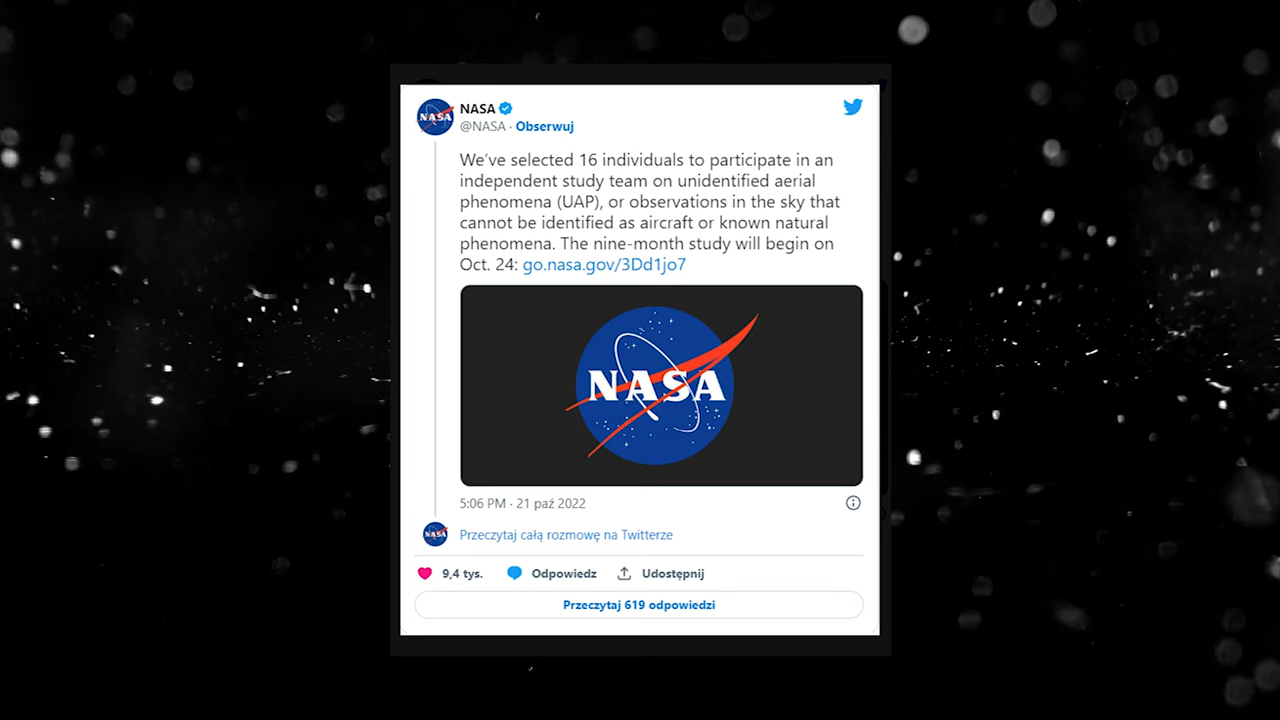 NASA
NASA
@NASA · Obserwuj
We've selected 16 individuals to participate in an
independent study team on unidentified aerial
phenomena (UAP), or observations in the sky that
cannot be identified as aircraft or known natural
phenomena. The nine-month study will begin on
Oct. 24: go.nasa.gov/3Dd1jo7
NASA
5:06 PM · 21 paź 2022
NASA
Przeczytaj całą rozmowę na Twitterze
9,4 tys. Odpowiedz Udostępnij
Przeczytaj 619 odpowiedzi